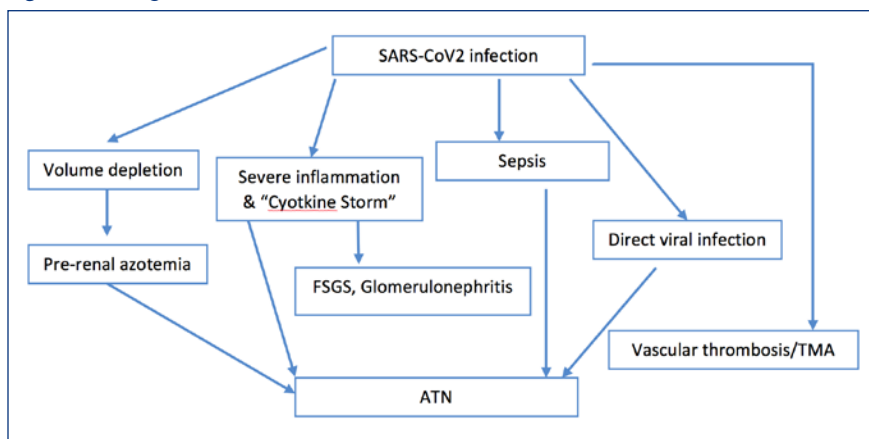 SARS-CoV2 infection
Volume depletion
Severe inflammation
& “Cyotkine Storm”
Sepsis
Direct viral infection
Pre-renal azotemia
FSGS, Glomerulonephritis
Vascular thrombosis/TMA
ATN